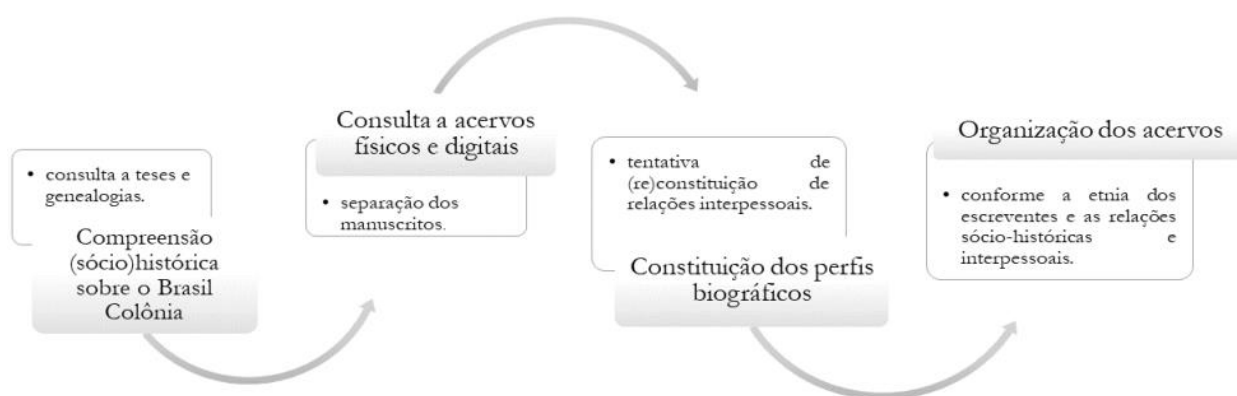 • consulta a teses e
genealogias.
Compreensão
(sócio)histórica
sobre o Brasil
Colônia
Consulta a acervos
físicos e digitais
• separação dos
manuscritos.
• tentativa de
(re)constituição de
relações interpessoais.
Constituição dos perfis
biográficos
Organização dos acervos
• conforme a etnia dos
escreventes e as relações
sócio-históricas e
interpessoais.